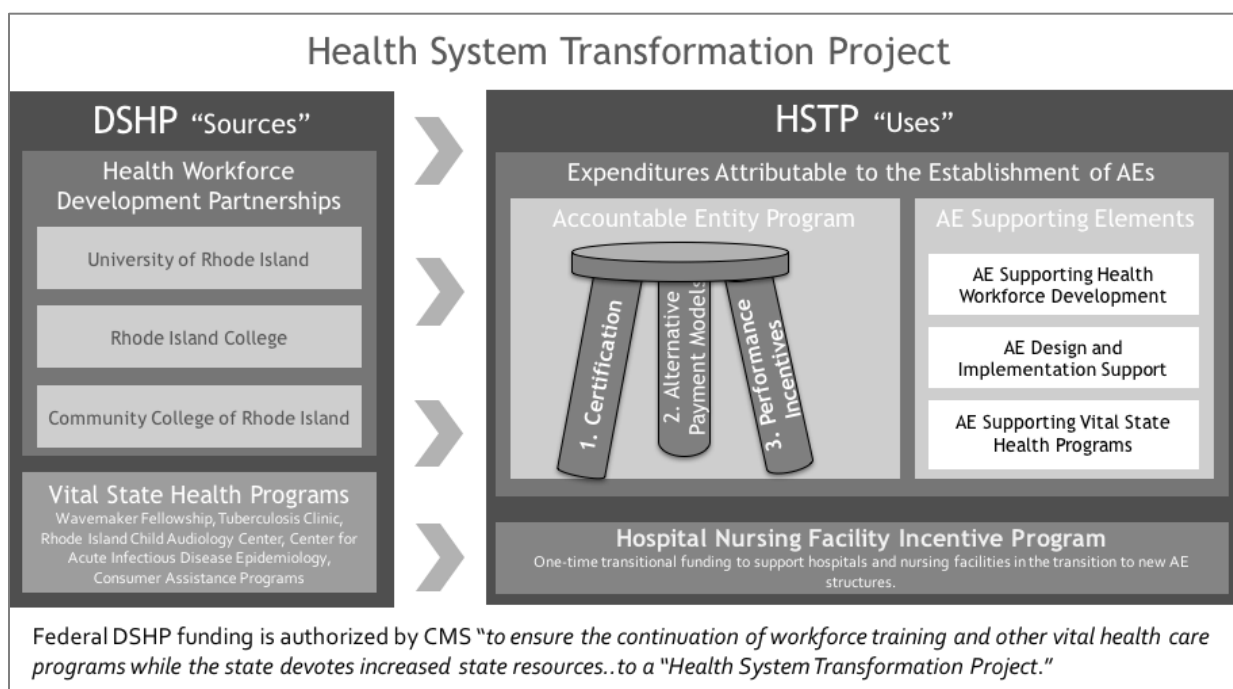 Health System Transformation Project
DSHP “Sources”
Health Workforce
Development Partnerships
University of Rhode Island
Rhode Island College
Community College of Rhode Island
Vital State Health Programs
Wavemaker Fellowship, Tuberculosis Clinic,
Rhode Island Child Audiology Center, Center for
Acute Infectious Disease Epidemiology,
Consumer Assistance Programs
HSTP “Uses”
Expenditures Attributable to the Establishment of AEs
Accountable Entity Program
1. Certification
2. Alternative
Payment Models
3. Performance
Incentives
AE Supporting Elements
AE Supporting Health
Workforce Development
AE Design and
Implementation Support
AE Supporting Vital State
Health Programs
Hospital Nursing Facility Incentive Program
One-time transitional funding to support hospitals and nursing facilities in the transition to new AE
structures.
Federal DSHP funding is authorized by CMS “to ensure the continuation of workforce training and other vital health care
programs while the state devotes increased state resources..to a “Health System Transformation Project.”